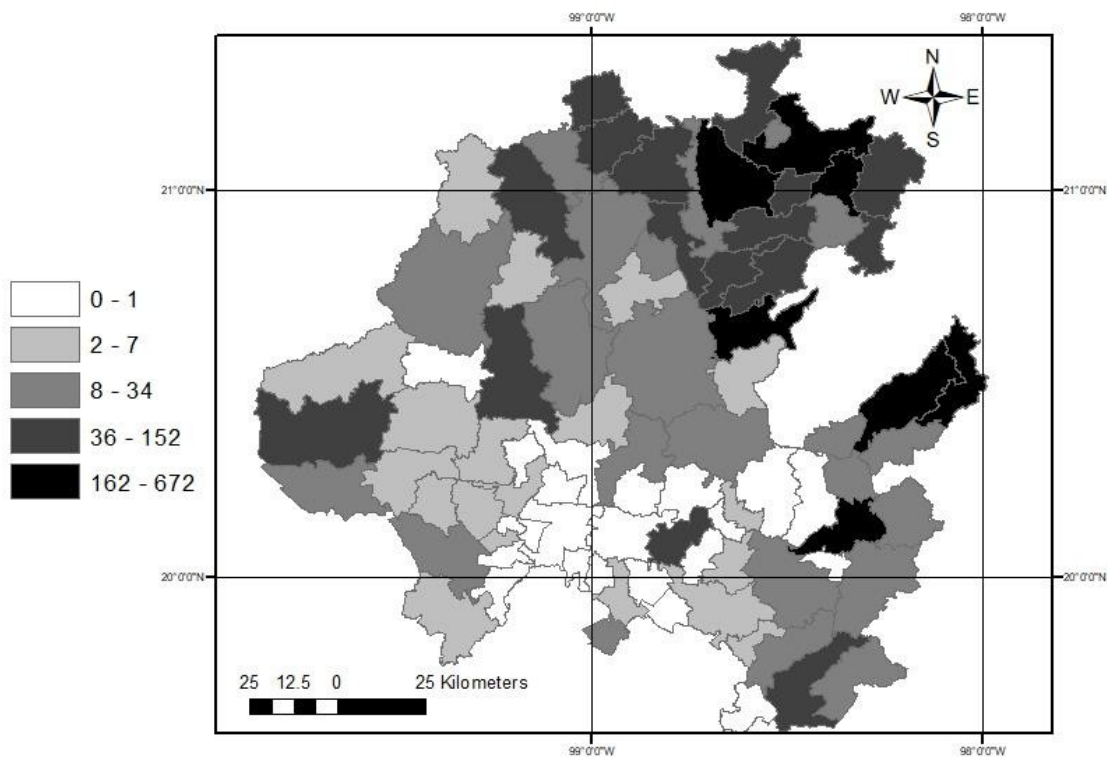 99°0'0"W
98°0'0"W
N
W
E
S
21°0'0"N
21°0'0"N
0 - 1
2 - 7
8 - 34
36 - 152
162 - 672
20°0'0"N
20°0'0"N
25 12.5 0 25 Kilometers
99°0'0"W
98°0'0"W